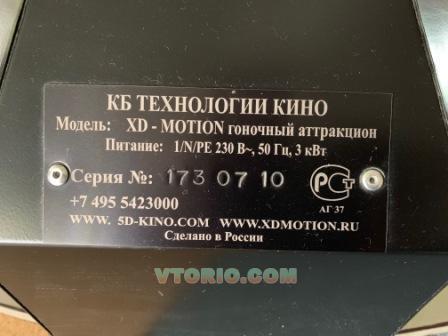 КБ ТЕХНОЛОГИИ КИНО
Модель: XD - MOTION гоночный аттракцион
Питание: 1/N/PE 230 В~, 50 Гц, 3 кВт
Серия №: 173 07 10
РСт
АГ 37
+7 495 5423000
WWW. 5D-KINO.COM WWW.XDMOTION.RU
Сделано в России
VTORIO.COM